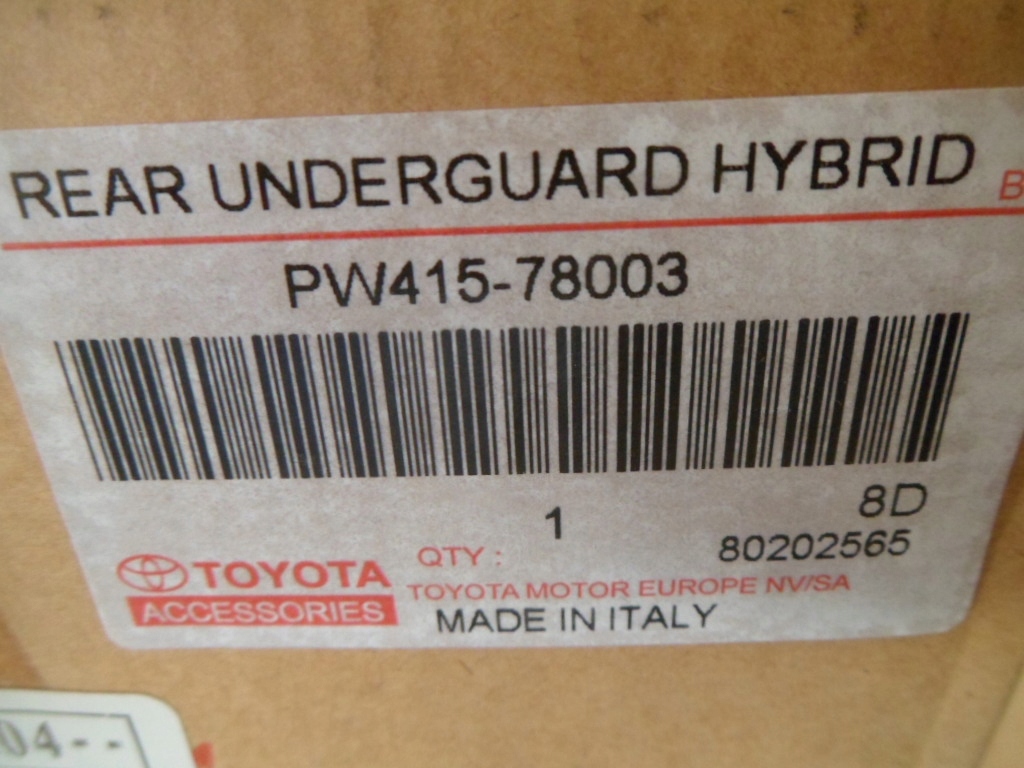 REAR UNDERGUARD HYBRID
B
PW415-78003
1
8D
QTY :
80202565
TOYOTA
ACCESSORIES
TOYOTA MOTOR EUROPE NV/SA
MADE IN ITALY
04--